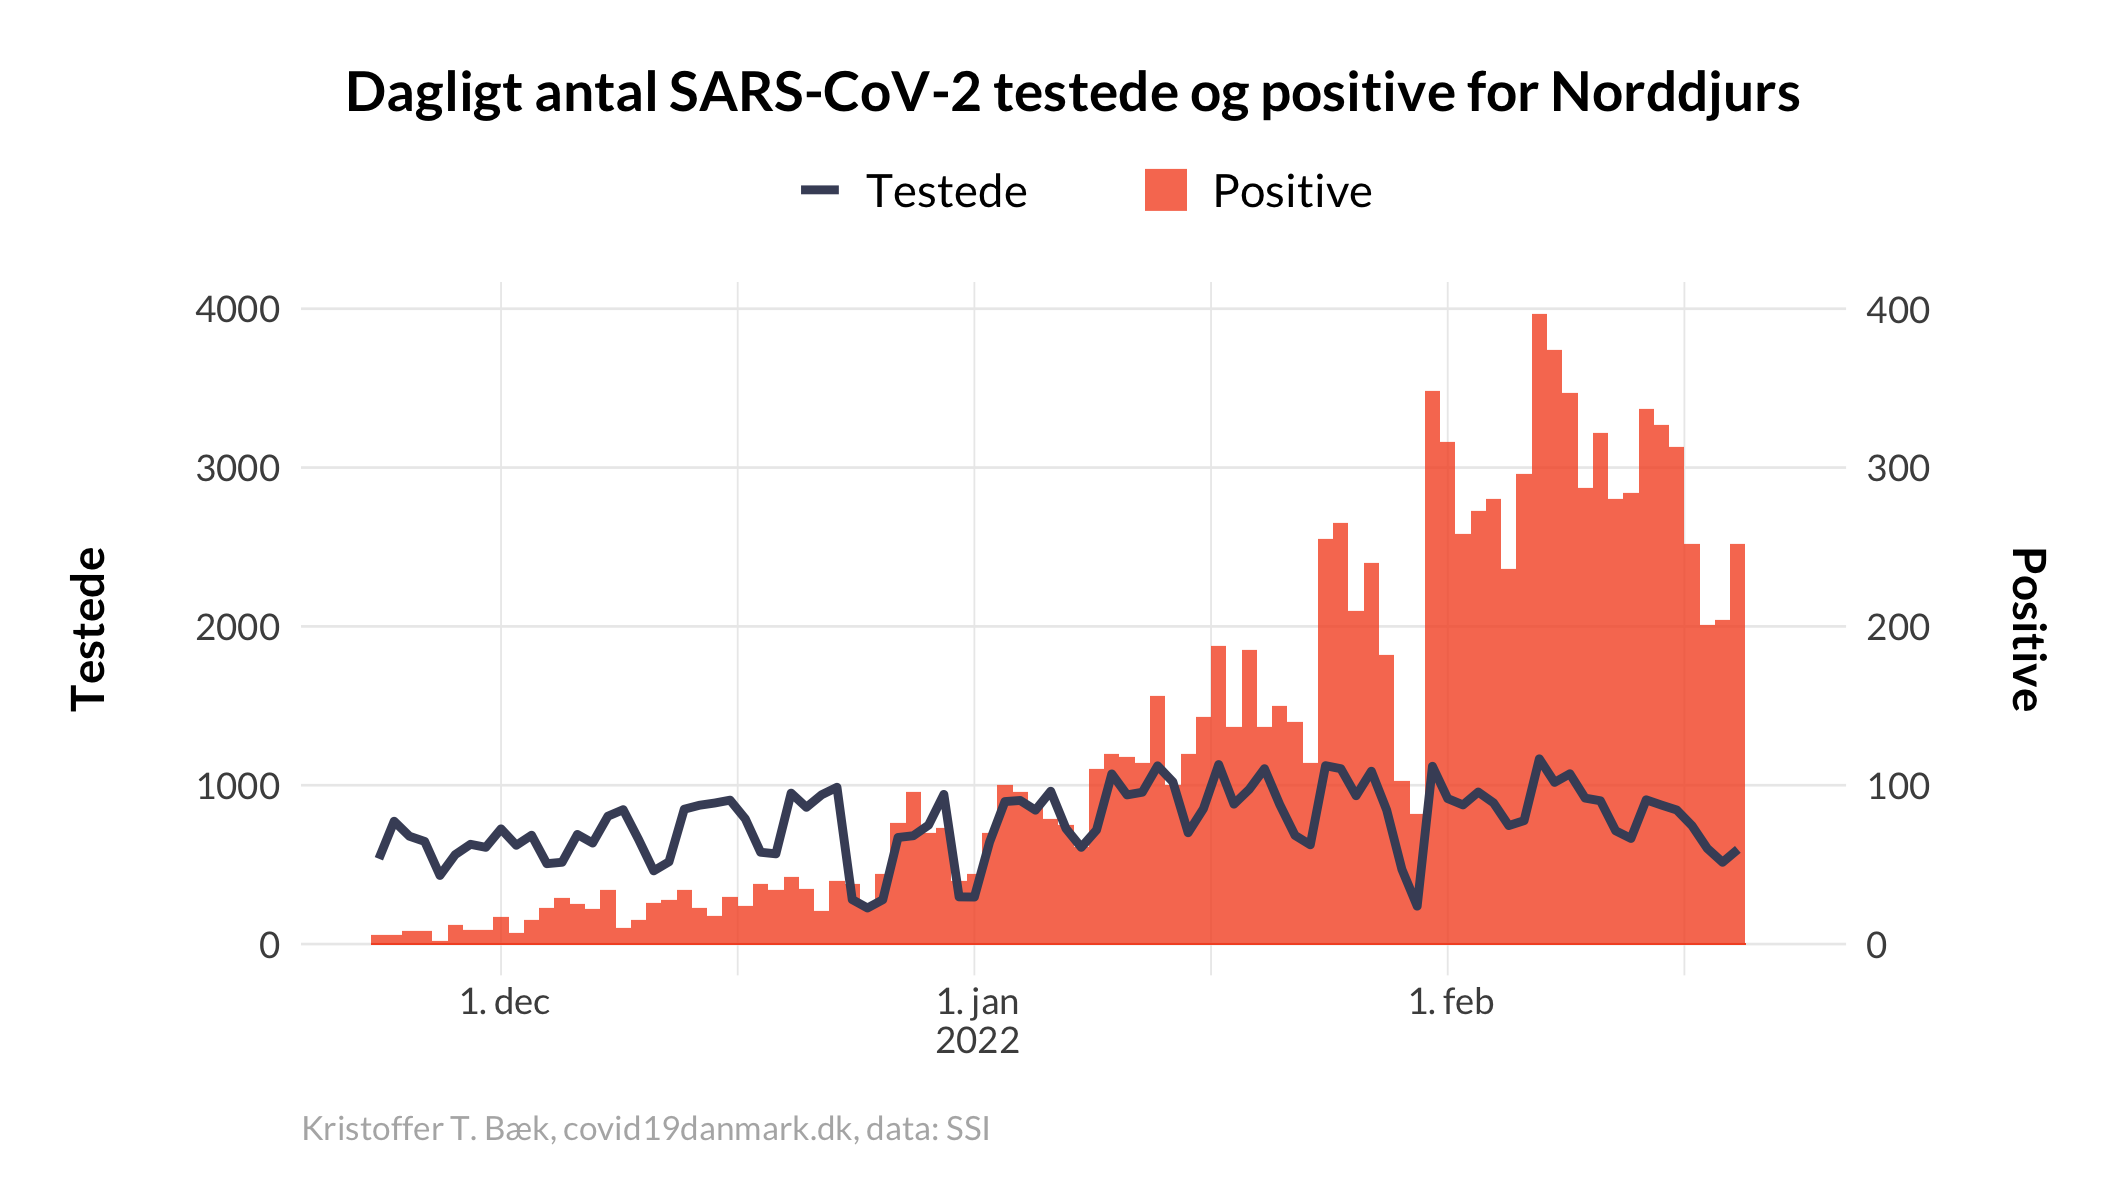 Dagligt antal SARS-CoV-2 testede og positive for Norddjurs
Testede
Positive
4000
3000
2000
1000
0
400
300
200
100
0
Testede
Positive
1. dec
1. jan
2022
1. feb
Kristoffer T. Bæk, covid19danmark.dk, data: SSI